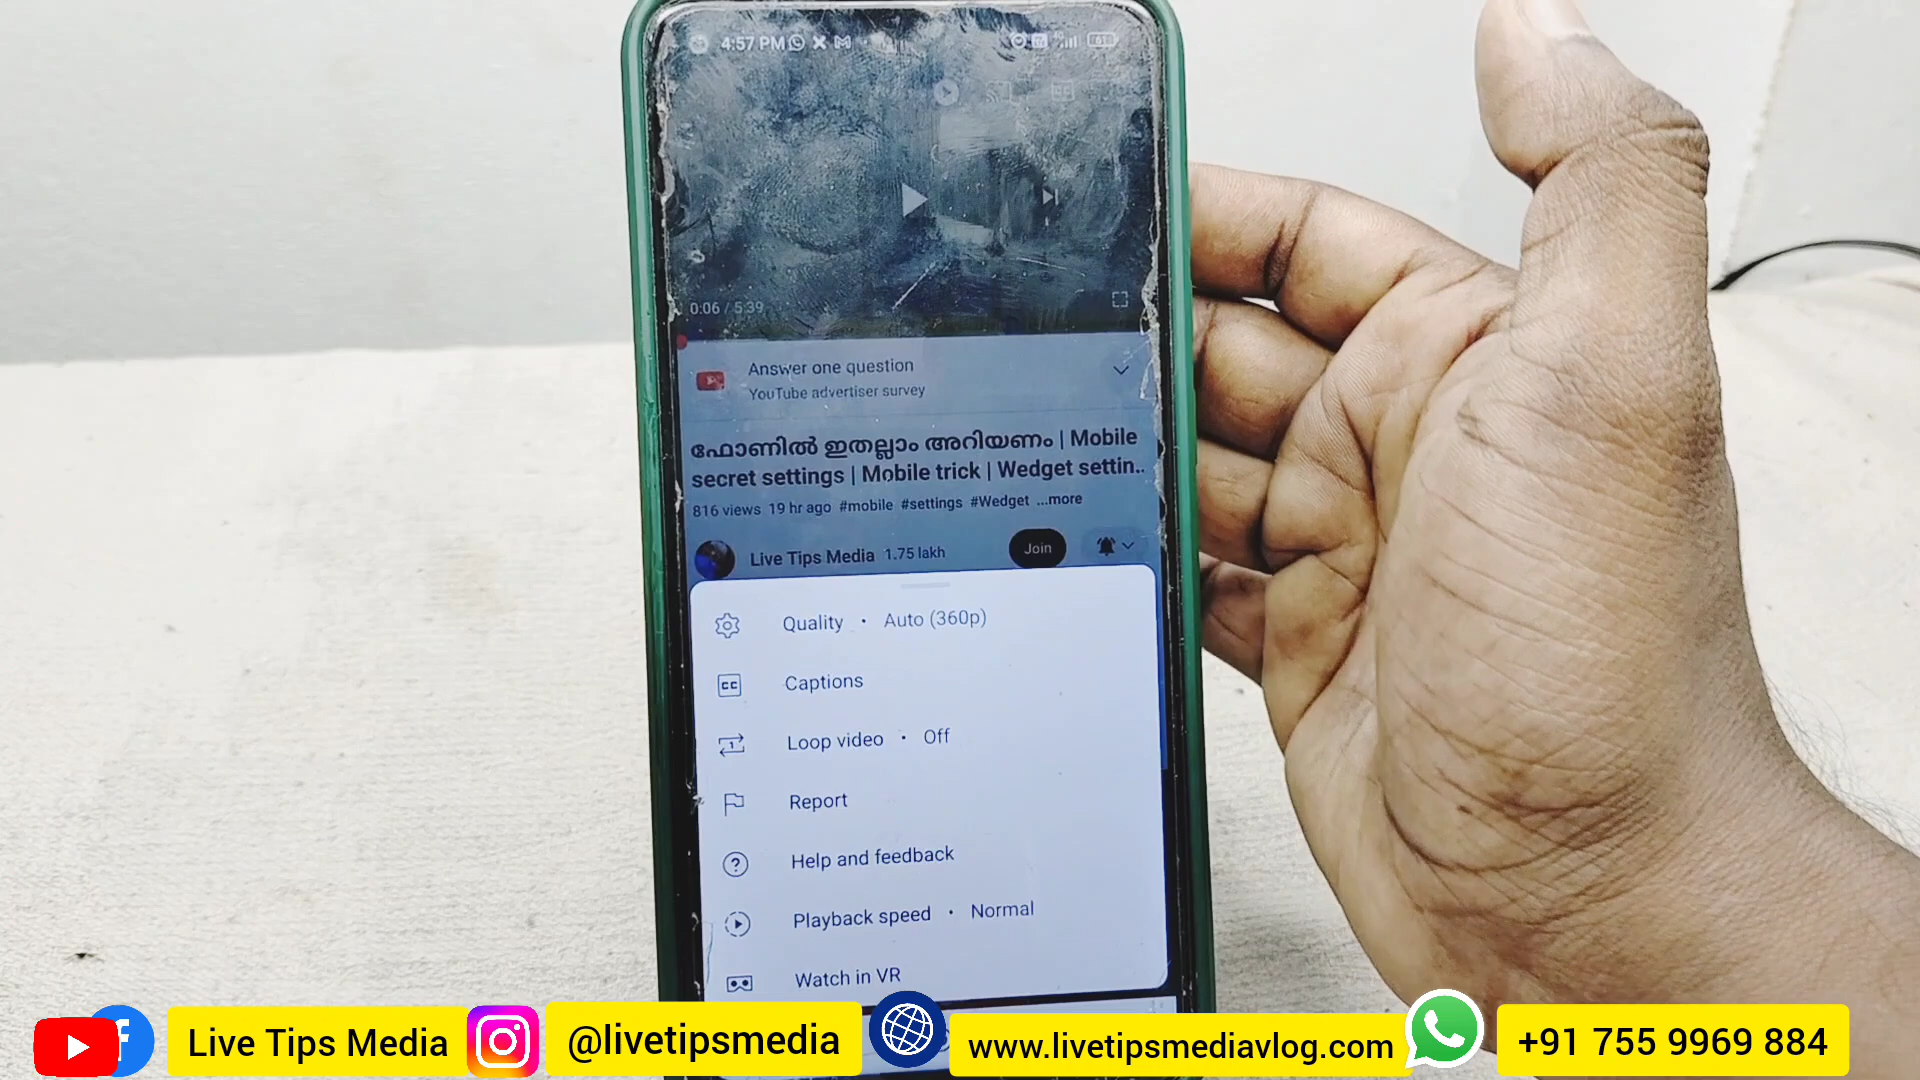 4:57 PM
61
0:06 / 5:39
Answer one question
YouTube advertiser survey
ഫോണിൽ ഇതല്ലാം അറിയണം | Mobile
secret settings | Mobile trick | Wedget settin..
816 views 19 hr ago #mobile #settings #Wedget ...more
Live Tips Media 1.75 lakh
Join
Quality • Auto (360p)
CC Captions
Loop video • Off
Report
Help and feedback
Playback speed • Normal
Watch in VR
Live Tips Media
@livetipsmedia
www.livetipsmediavlog.com
+91 755 9969 884